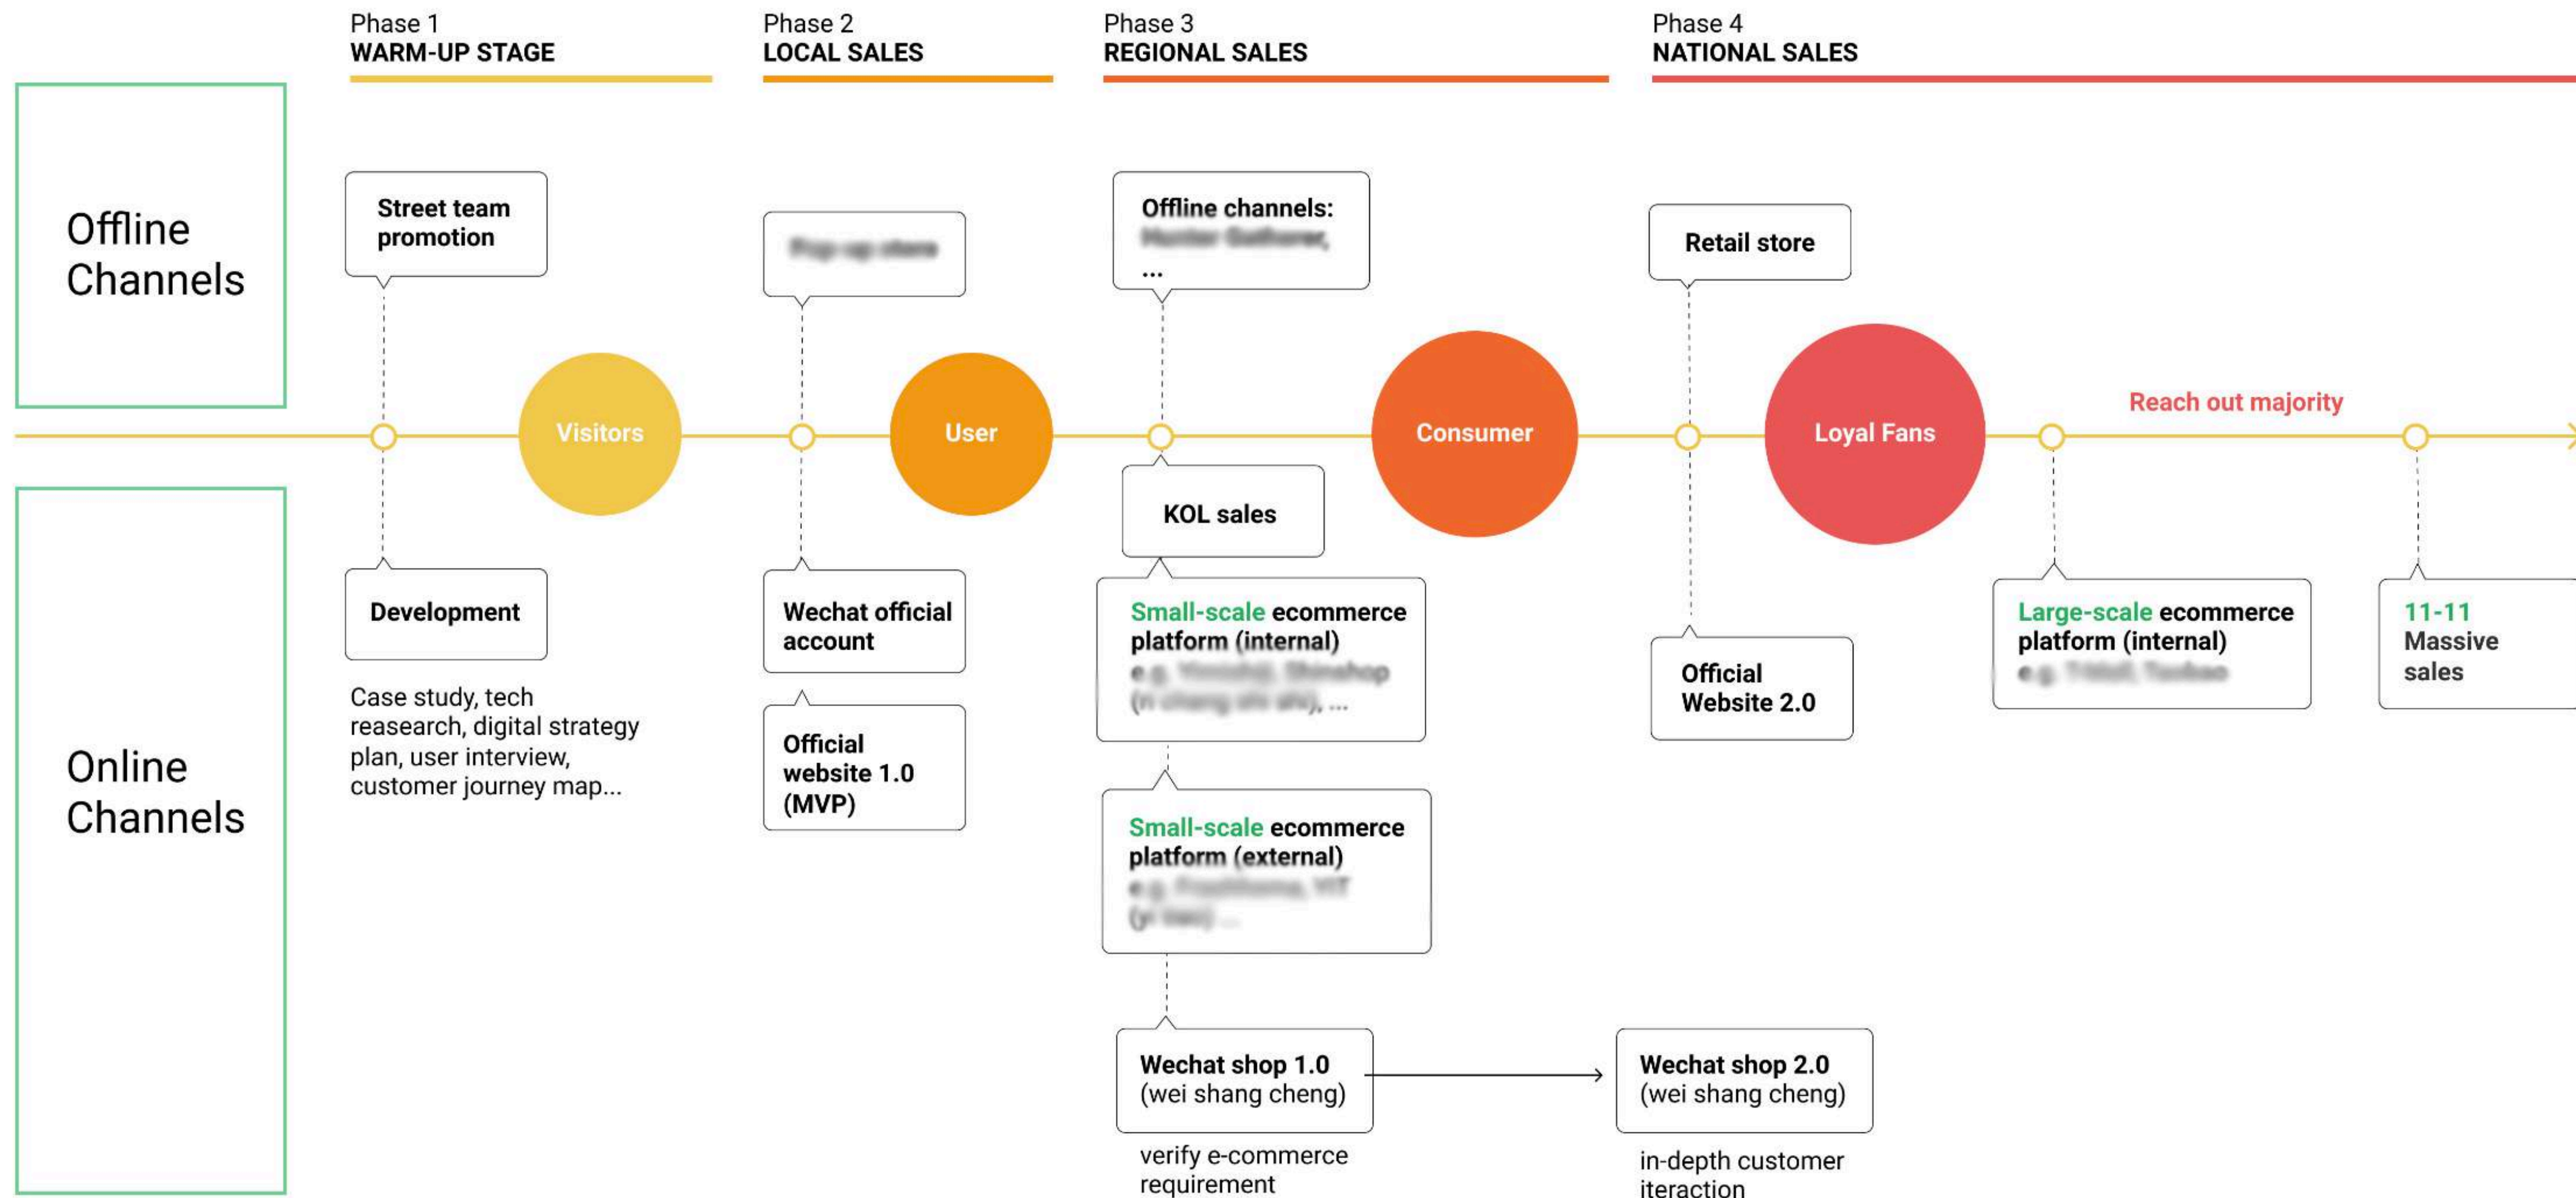 Phase 1
WARM-UP STAGE
Phase 2
LOCAL SALES
Phase 3
REGIONAL SALES
Phase 4
NATIONAL SALES
Offline
Channels
Street team
promotion
Offline channels:
...
Retail store
Visitors
User
Consumer
Loyal Fans
Reach out majority
Online
Channels
Development
Case study, tech
reasearch, digital strategy
plan, user interview,
customer journey map...
Wechat official
account
Official
website 1.0
(MVP)
KOL sales
Small-scale ecommerce
platform (internal)
e.g.
...
Small-scale ecommerce
platform (external)
e.g.
Wechat shop 1.0
(wei shang cheng)
verify e-commerce
requirement
Official
Website 2.0
Wechat shop 2.0
(wei shang cheng)
in-depth customer
iteraction
Large-scale ecommerce
platform (internal)
e.g.
11-11
Massive
sales